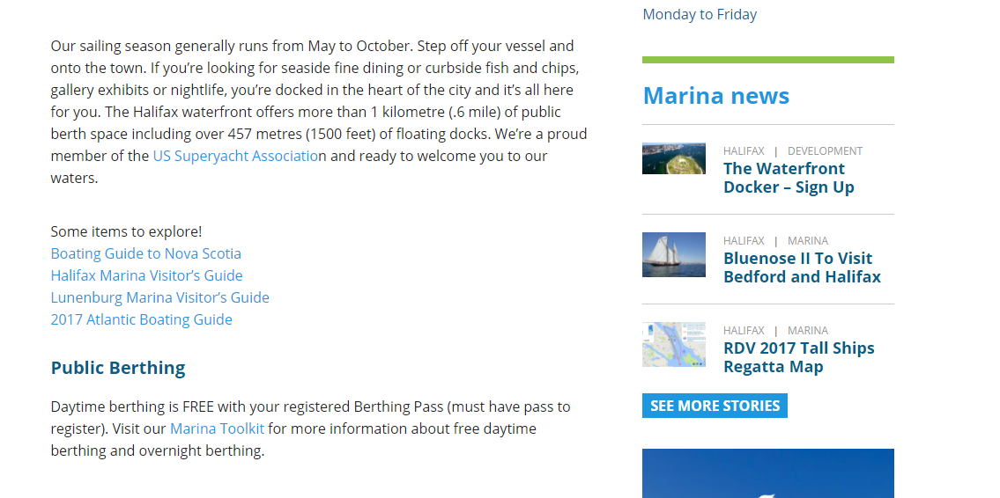 Our sailing season generally runs from May to October. Step off your vessel and
onto the town. If you’re looking for seaside fine dining or curbside fish and chips,
gallery exhibits or nightlife, you’re docked in the heart of the city and it’s all here
for you. The Halifax waterfront offers more than 1 kilometre (.6 mile) of public
berth space including over 457 metres (1500 feet) of floating docks. We’re a proud
member of the US Superyacht Association and ready to welcome you to our
waters.
Some items to explore!
Boating Guide to Nova Scotia
Halifax Marina Visitor’s Guide
Lunenburg Marina Visitor’s Guide
2017 Atlantic Boating Guide
Public Berthing
Daytime berthing is FREE with your registered Berthing Pass (must have pass to
register). Visit our Marina Toolkit for more information about free daytime
berthing and overnight berthing.
Monday to Friday
Marina news
HALIFAX | DEVELOPMENT
The Waterfront
Docker – Sign Up
HALIFAX | MARINA
Bluenose II To Visit
Bedford and Halifax
HALIFAX | MARINA
RDV 2017 Tall Ships
Regatta Map
SEE MORE STORIES